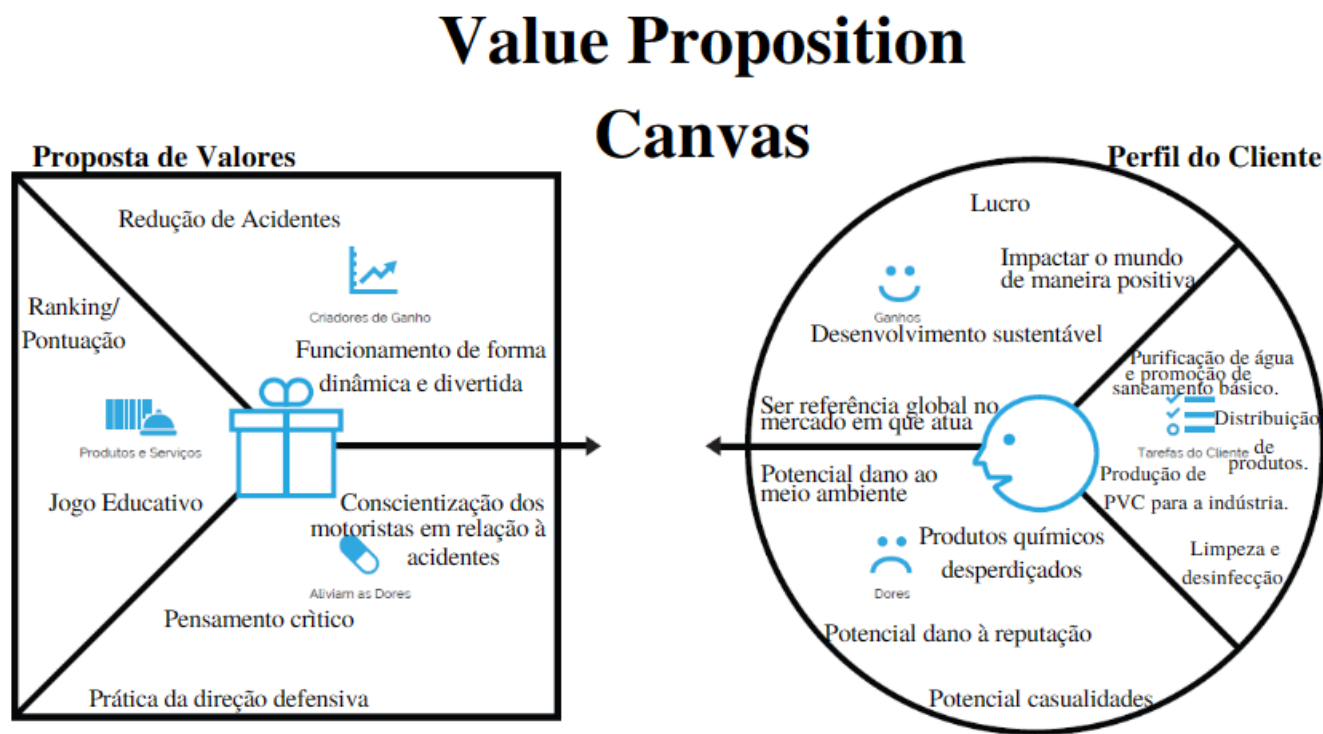 Value Proposition
Canvas
Proposta de Valores
Redução de Acidentes
Criadores de Ganho
Ranking/
Pontuação
Funcionamento de forma
dinâmica e divertida
Produtos e Serviços
Jogo Educativo
Conscientização dos
motoristas em relação à
acidentes
Aliviam as Dores
Pensamento crìtico
Prática da direção defensiva
Perfil do Cliente
Lucro
Impactar o mundo
de maneira positiva
Ganhos
Desenvolvimento sustentável
Ser referência global no
mercado em que atua
Purificação de água
e promoção de
saneamento básico.
Distribuição
de
produtos.
Tarefas do Cliente
Produção de
PVC para a indústria.
Limpeza e
desinfecção
Potencial dano ao
meio ambiente
Produtos químicos
desperdiçados
Dores
Potencial dano à reputação
Potencial casualidades